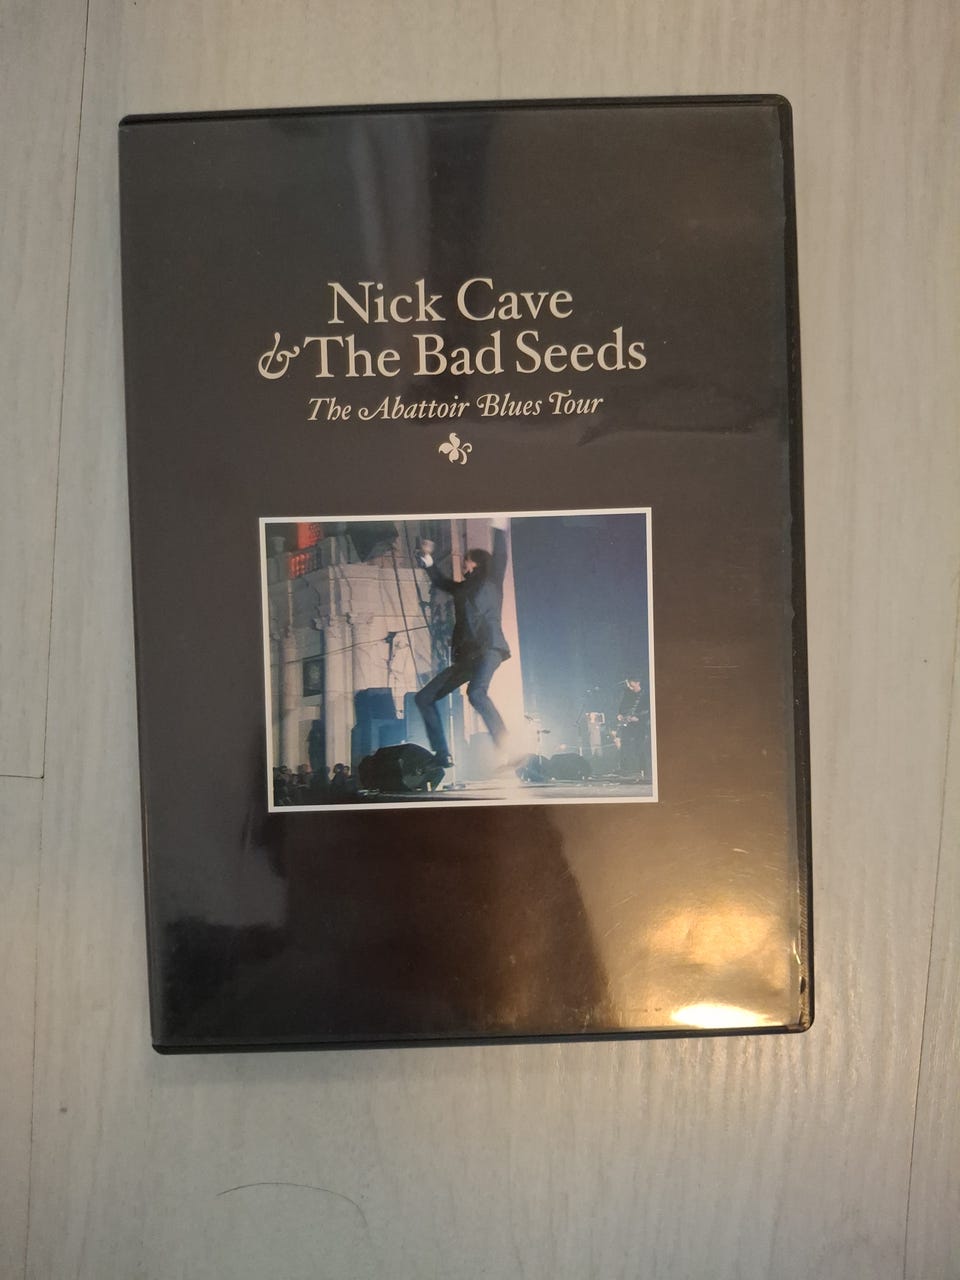 Nick Cave
& The Bad Seeds
The Abattoir Blues Tour